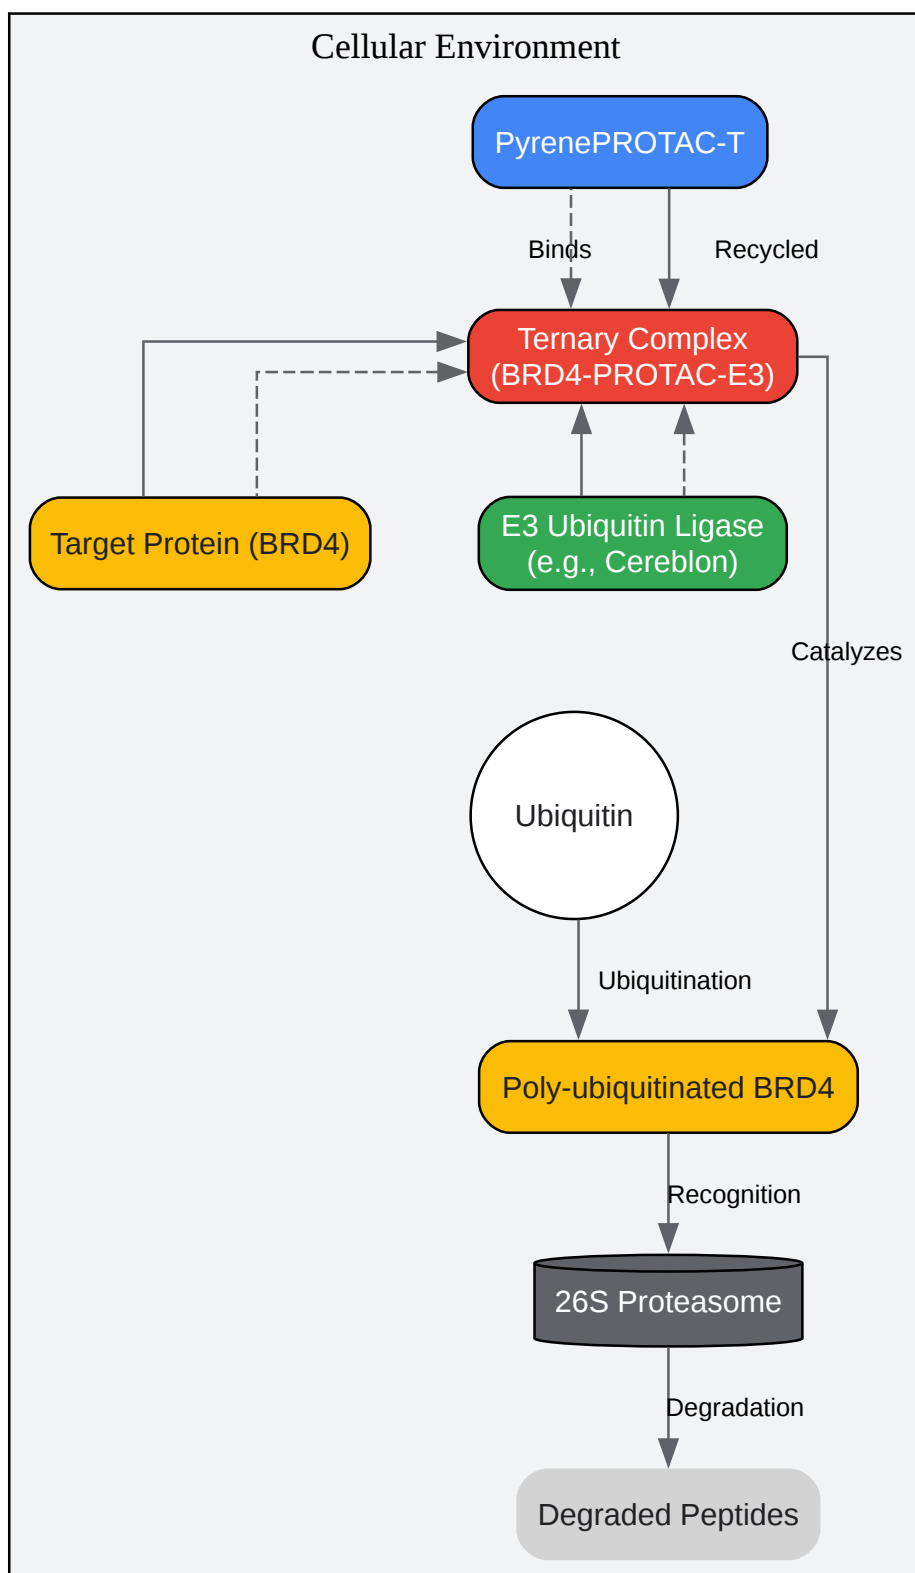 Cellular Environment
PyrenePROTAC-T
Binds
Recycled
Ternary Complex
(BRD4-PROTAC-E3)
Target Protein (BRD4)
E3 Ubiquitin Ligase
(e.g., Cereblon)
Catalyzes
Ubiquitin
Ubiquitination
Poly-ubiquitinated BRD4
Recognition
26S Proteasome
Degradation
Degraded Peptides